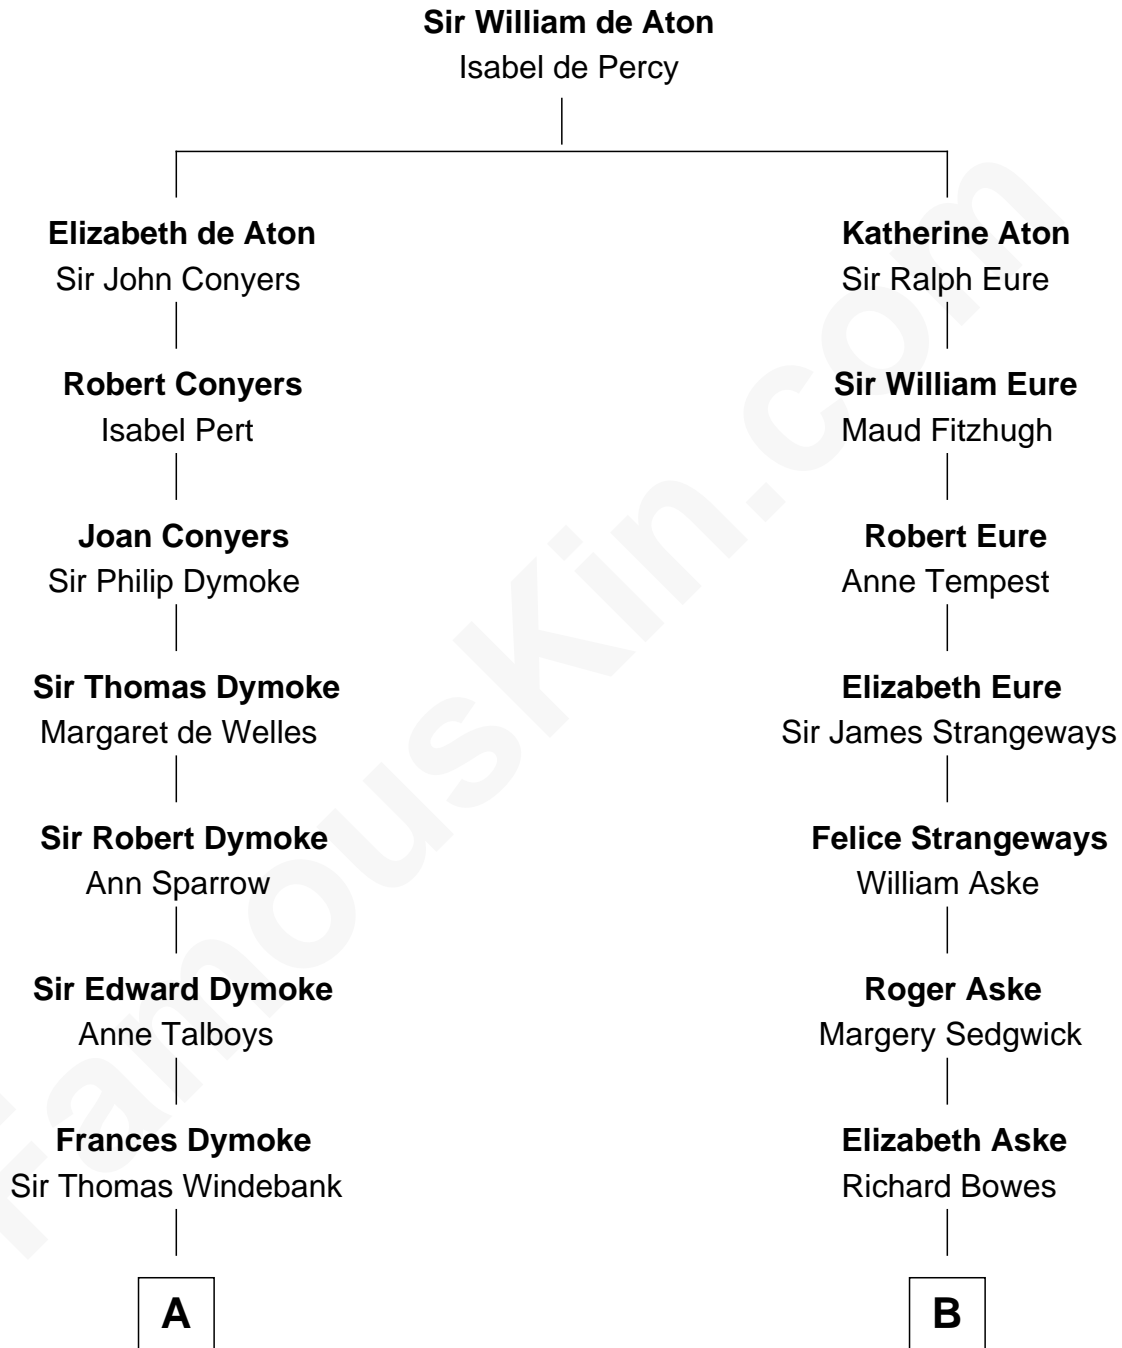 Sir William de Aton
Isabel de Percy
Elizabeth de Aton
Sir John Conyers
Katherine Aton
Sir Ralph Eure
Robert Conyers
Isabel Pert
Sir William Eure
Maud Fitzhugh
Joan Conyers
Sir Philip Dymoke
Robert Eure
Anne Tempest
Sir Thomas Dymoke
Margaret de Welles
Elizabeth Eure
Sir James Strangeways
Sir Robert Dymoke
Ann Sparrow
Felice Strangeways
William Aske
Sir Edward Dymoke
Anne Talboys
Roger Aske
Margery Sedgwick
Frances Dymoke
Sir Thomas Windebank
Elizabeth Aske
Richard Bowes
A
B
FamousKin.com